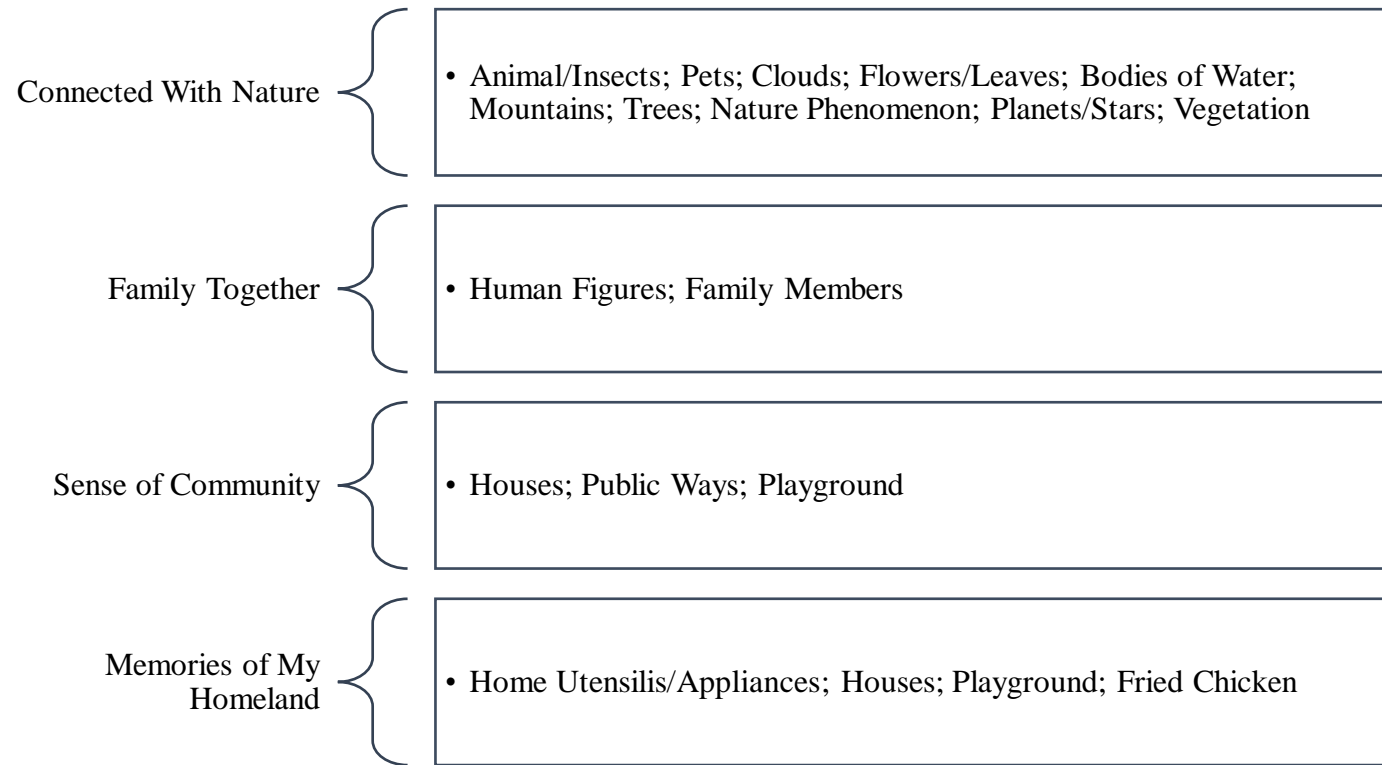 Connected With Nature
• Animal/Insects; Pets; Clouds; Flowers/Leaves; Bodies of Water;
Mountains; Trees; Nature Phenomenon; Planets/Stars; Vegetation
Family Together
• Human Figures; Family Members
Sense of Community
• Houses; Public Ways; Playground
Memories of My
Homeland
• Home Utensilis/Appliances; Houses; Playground; Fried Chicken